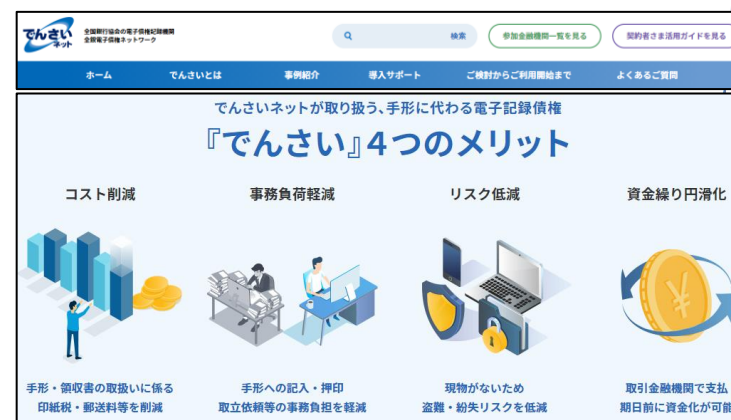 でんさい
ネット
全国銀行協会の電子債権記録機関
全銀電子債権ネットワーク
検索
参加金融機関一覧を見る
契約者さま活用ガイドを見る
ホーム
でんさいとは
事例紹介
導入サポート
ご検討からご利用開始まで
よくあるご質問
でんさいネットが取り扱う、手形に代わる電子記録債権
『でんさい』4つのメリット
コスト削減
事務負荷軽減
リスク低減
資金繰り円滑化
手形・領収書の取扱いに係る
印紙税・郵送料等を削減
手形への記入・押印
取立依頼等の事務負担を軽減
現物がないため
盗難・紛失リスクを低減
取引金融機関で支払
期日前に資金化が可能